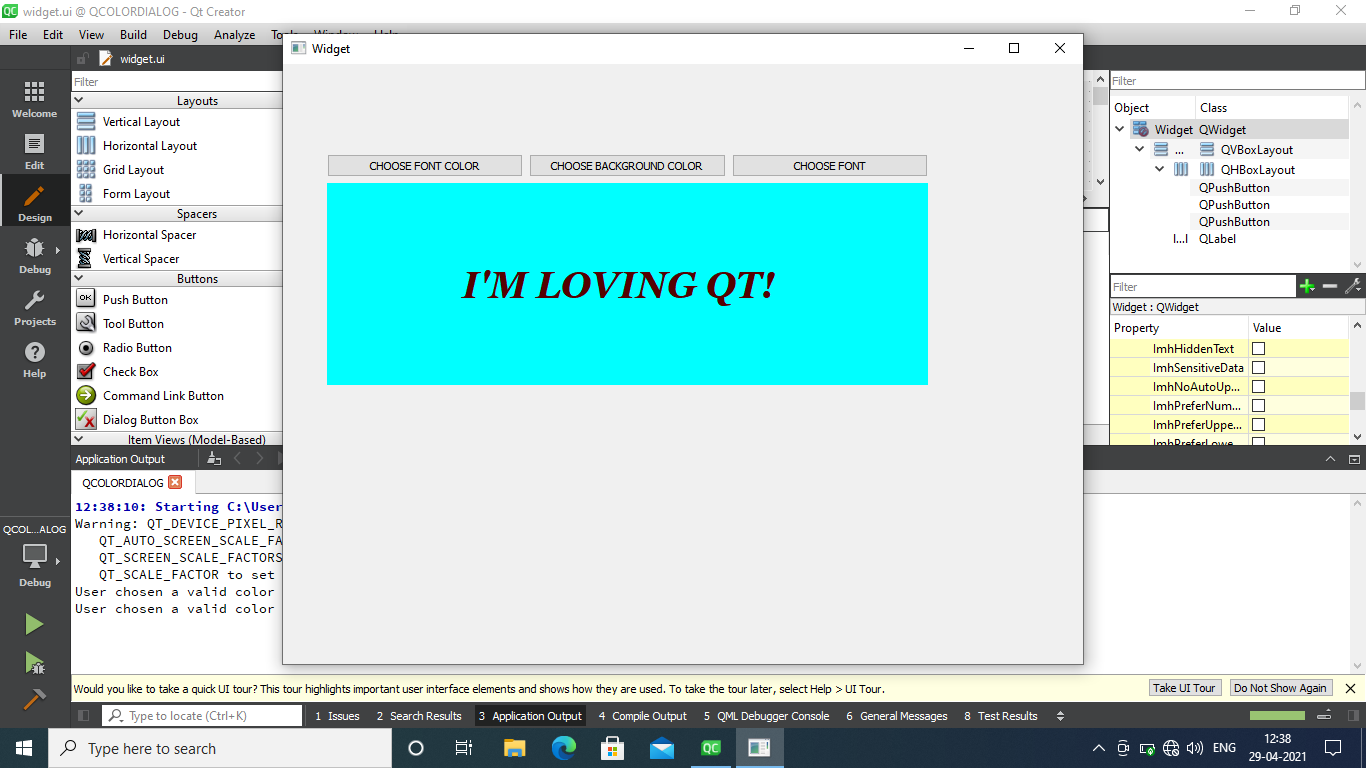 widget.ui @ QCOLORDIALOG - Qt Creator
File Edit View Build Debug Analyze
widget.ui
Widget
Filter
Layouts
Vertical Layout
Horizontal Layout
Grid Layout
Form Layout
Spacers
Horizontal Spacer
Vertical Spacer
Buttons
Push Button
Tool Button
Radio Button
Check Box
Command Link Button
Dialog Button Box
Item Views (Model-Based)
Welcome
Edit
Design
Debug
Projects
Help
QCOL...ALOG
Debug
CHOOSE FONT COLOR CHOOSE BACKGROUND COLOR CHOOSE FONT
I'M LOVING QT!
Filter
Object Class
Widget QWidget
... QVBoxLayout
QHBoxLayout
QPushButton
QPushButton
QPushButton
l...l QLabel
Filter
Widget : QWidget
Property Value
ImhHiddenText
ImhSensitiveData
ImhNoAutoUp...
ImhPreferNum...
ImhPreferUppe...
ImhPreferLowe
Application Output
QCOLORDIALOG
12:38:10: Starting C:\User
Warning: QT_DEVICE_PIXEL_R
QT_AUTO_SCREEN_SCALE_FA
QT_SCREEN_SCALE_FACTORS
QT_SCALE_FACTOR to set
User chosen a valid color
User chosen a valid color
Would you like to take a quick UI tour? This tour highlights important user interface elements and shows how they are used. To take the tour later, select Help > UI Tour.
Take UI Tour Do Not Show Again
Type to locate (Ctrl+K) 1 Issues 2 Search Results 3 Application Output 4 Compile Output 5 QML Debugger Console 6 General Messages 8 Test Results
Type here to search
ENG
12:38
29-04-2021